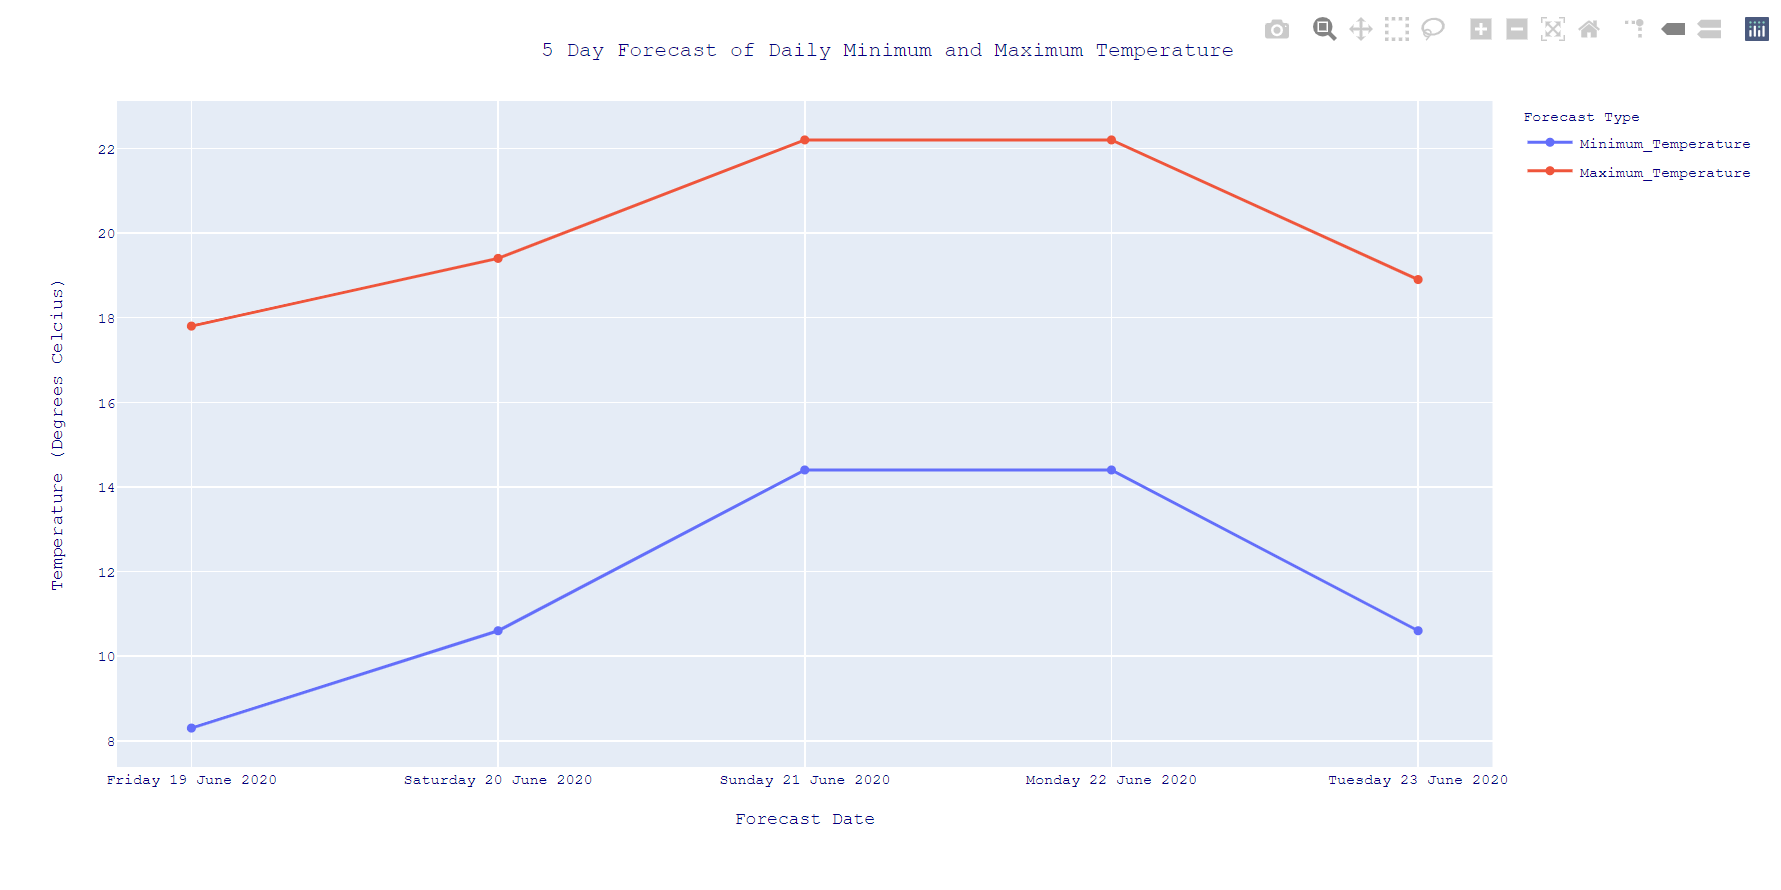 5 Day Forecast of Daily Minimum and Maximum Temperature
Forecast Type
Minimum_Temperature
Maximum_Temperature
Temperature (Degrees Celcius)
22
20
18
16
14
12
10
8
Friday 19 June 2020
Saturday 20 June 2020
Sunday 21 June 2020
Monday 22 June 2020
Tuesday 23 June 2020
Forecast Date